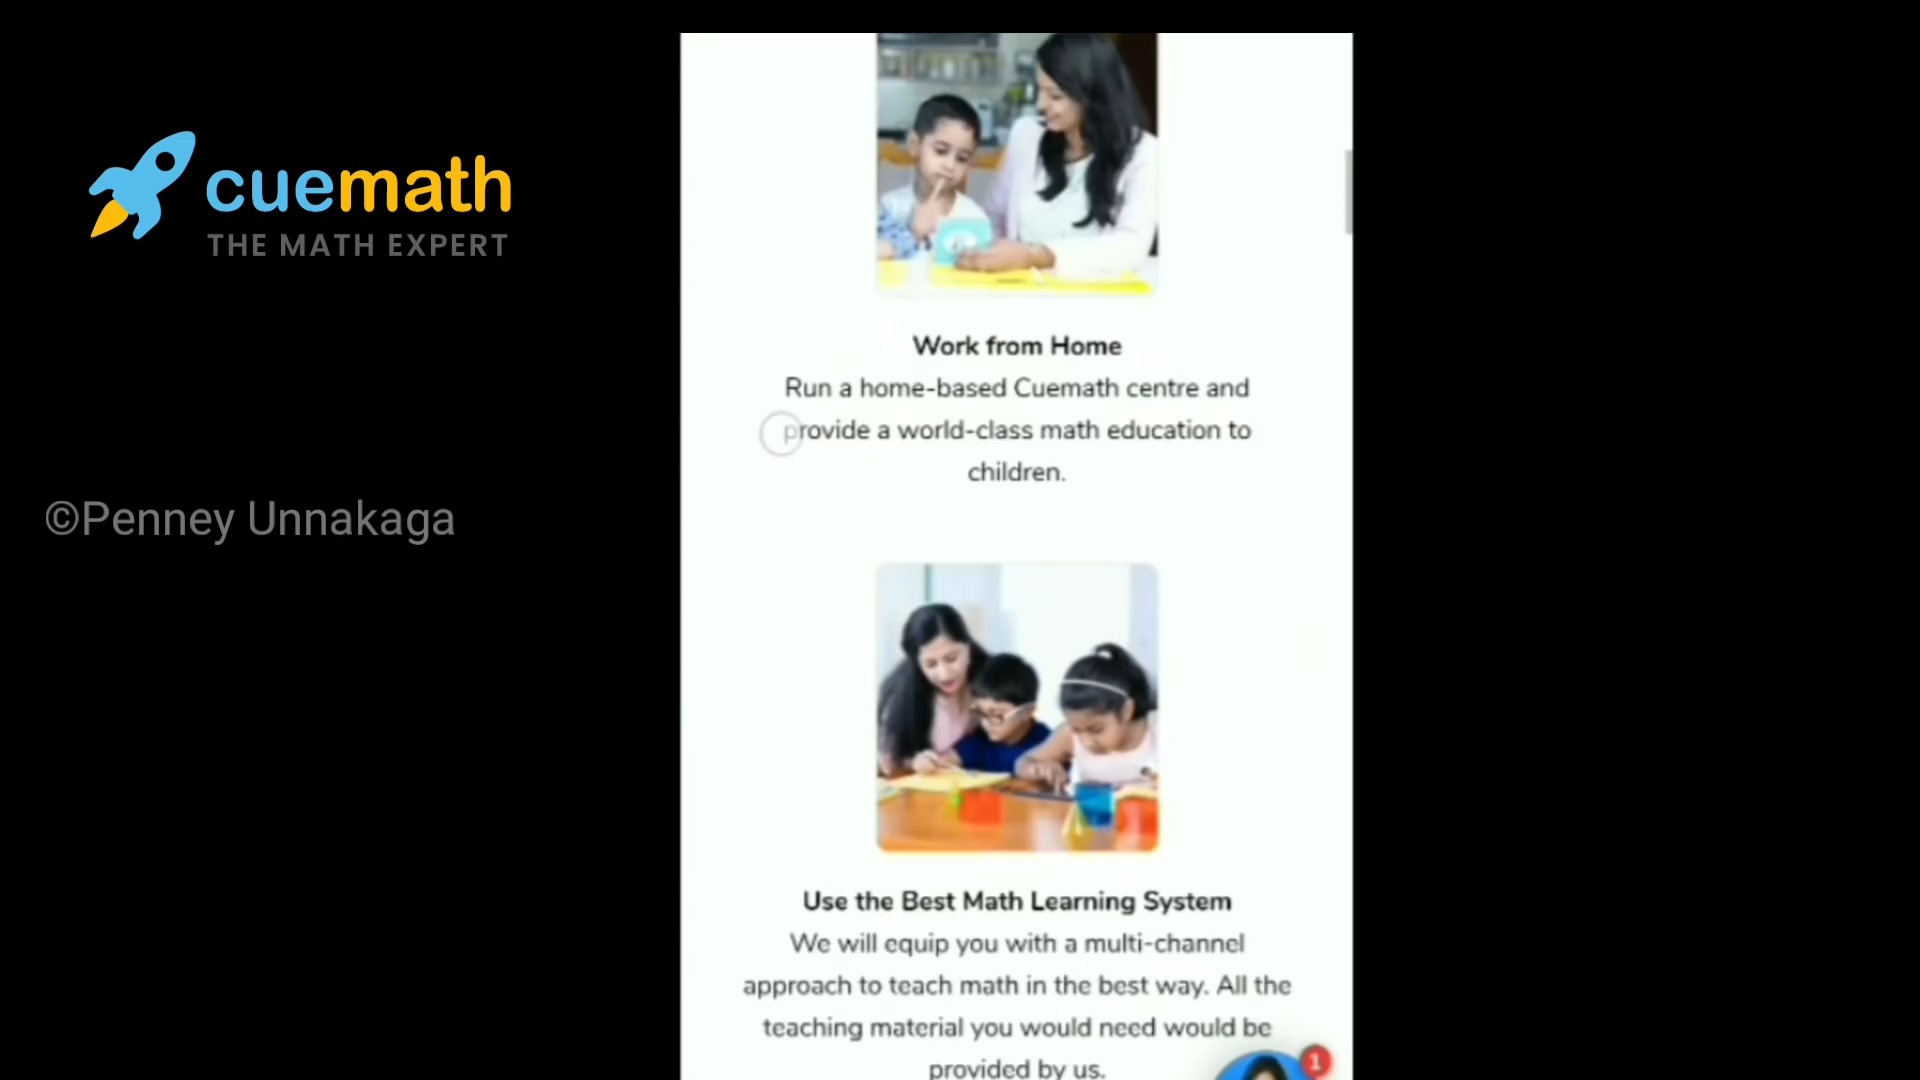 cuemath
THE MATH EXPERT
©Penney Unnakaga
Work from Home
Run a home-based Cuemath centre and
provide a world-class math education to
children.
Use the Best Math Learning System
We will equip you with a multi-channel
approach to teach math in the best way. All the
teaching material you would need would be
provided by us.
1